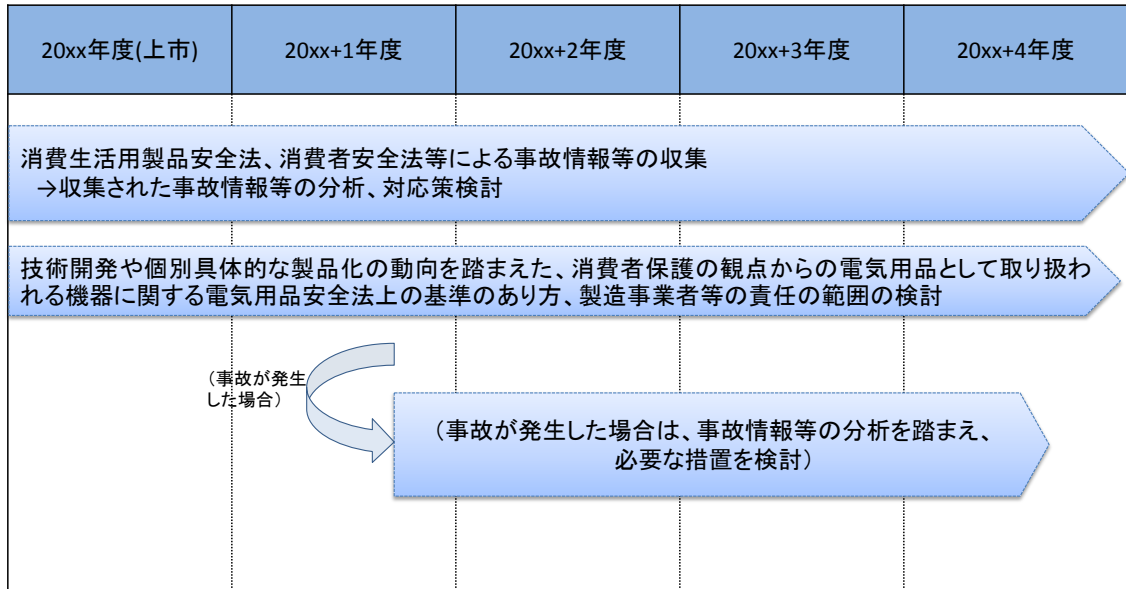 20xx年度(上市)
20xx+1年度
20xx+2年度
20xx+3年度
20xx+4年度
消費生活用製品安全法、消費者安全法等による事故情報等の収集
→収集された事故情報等の分析、対応策検討
技術開発や個別具体的な製品化の動向を踏まえた、消費者保護の観点からの電気用品として取り扱わ
れる機器に関する電気用品安全法上の基準のあり方、製造事業者等の責任の範囲の検討
（事故が発生
した場合）
（事故が発生した場合は、事故情報等の分析を踏まえ、
必要な措置を検討）